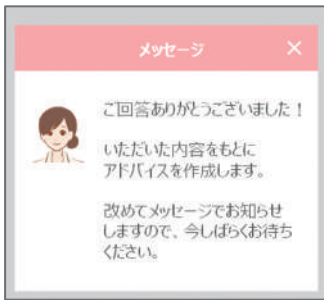 メッセージ ×
ご回答ありがとうございました！
いただいた内容をもとに
アドバイスを作成します。
改めてメッセージでお知らせ
しますので、今しばらくお待ち
ください。